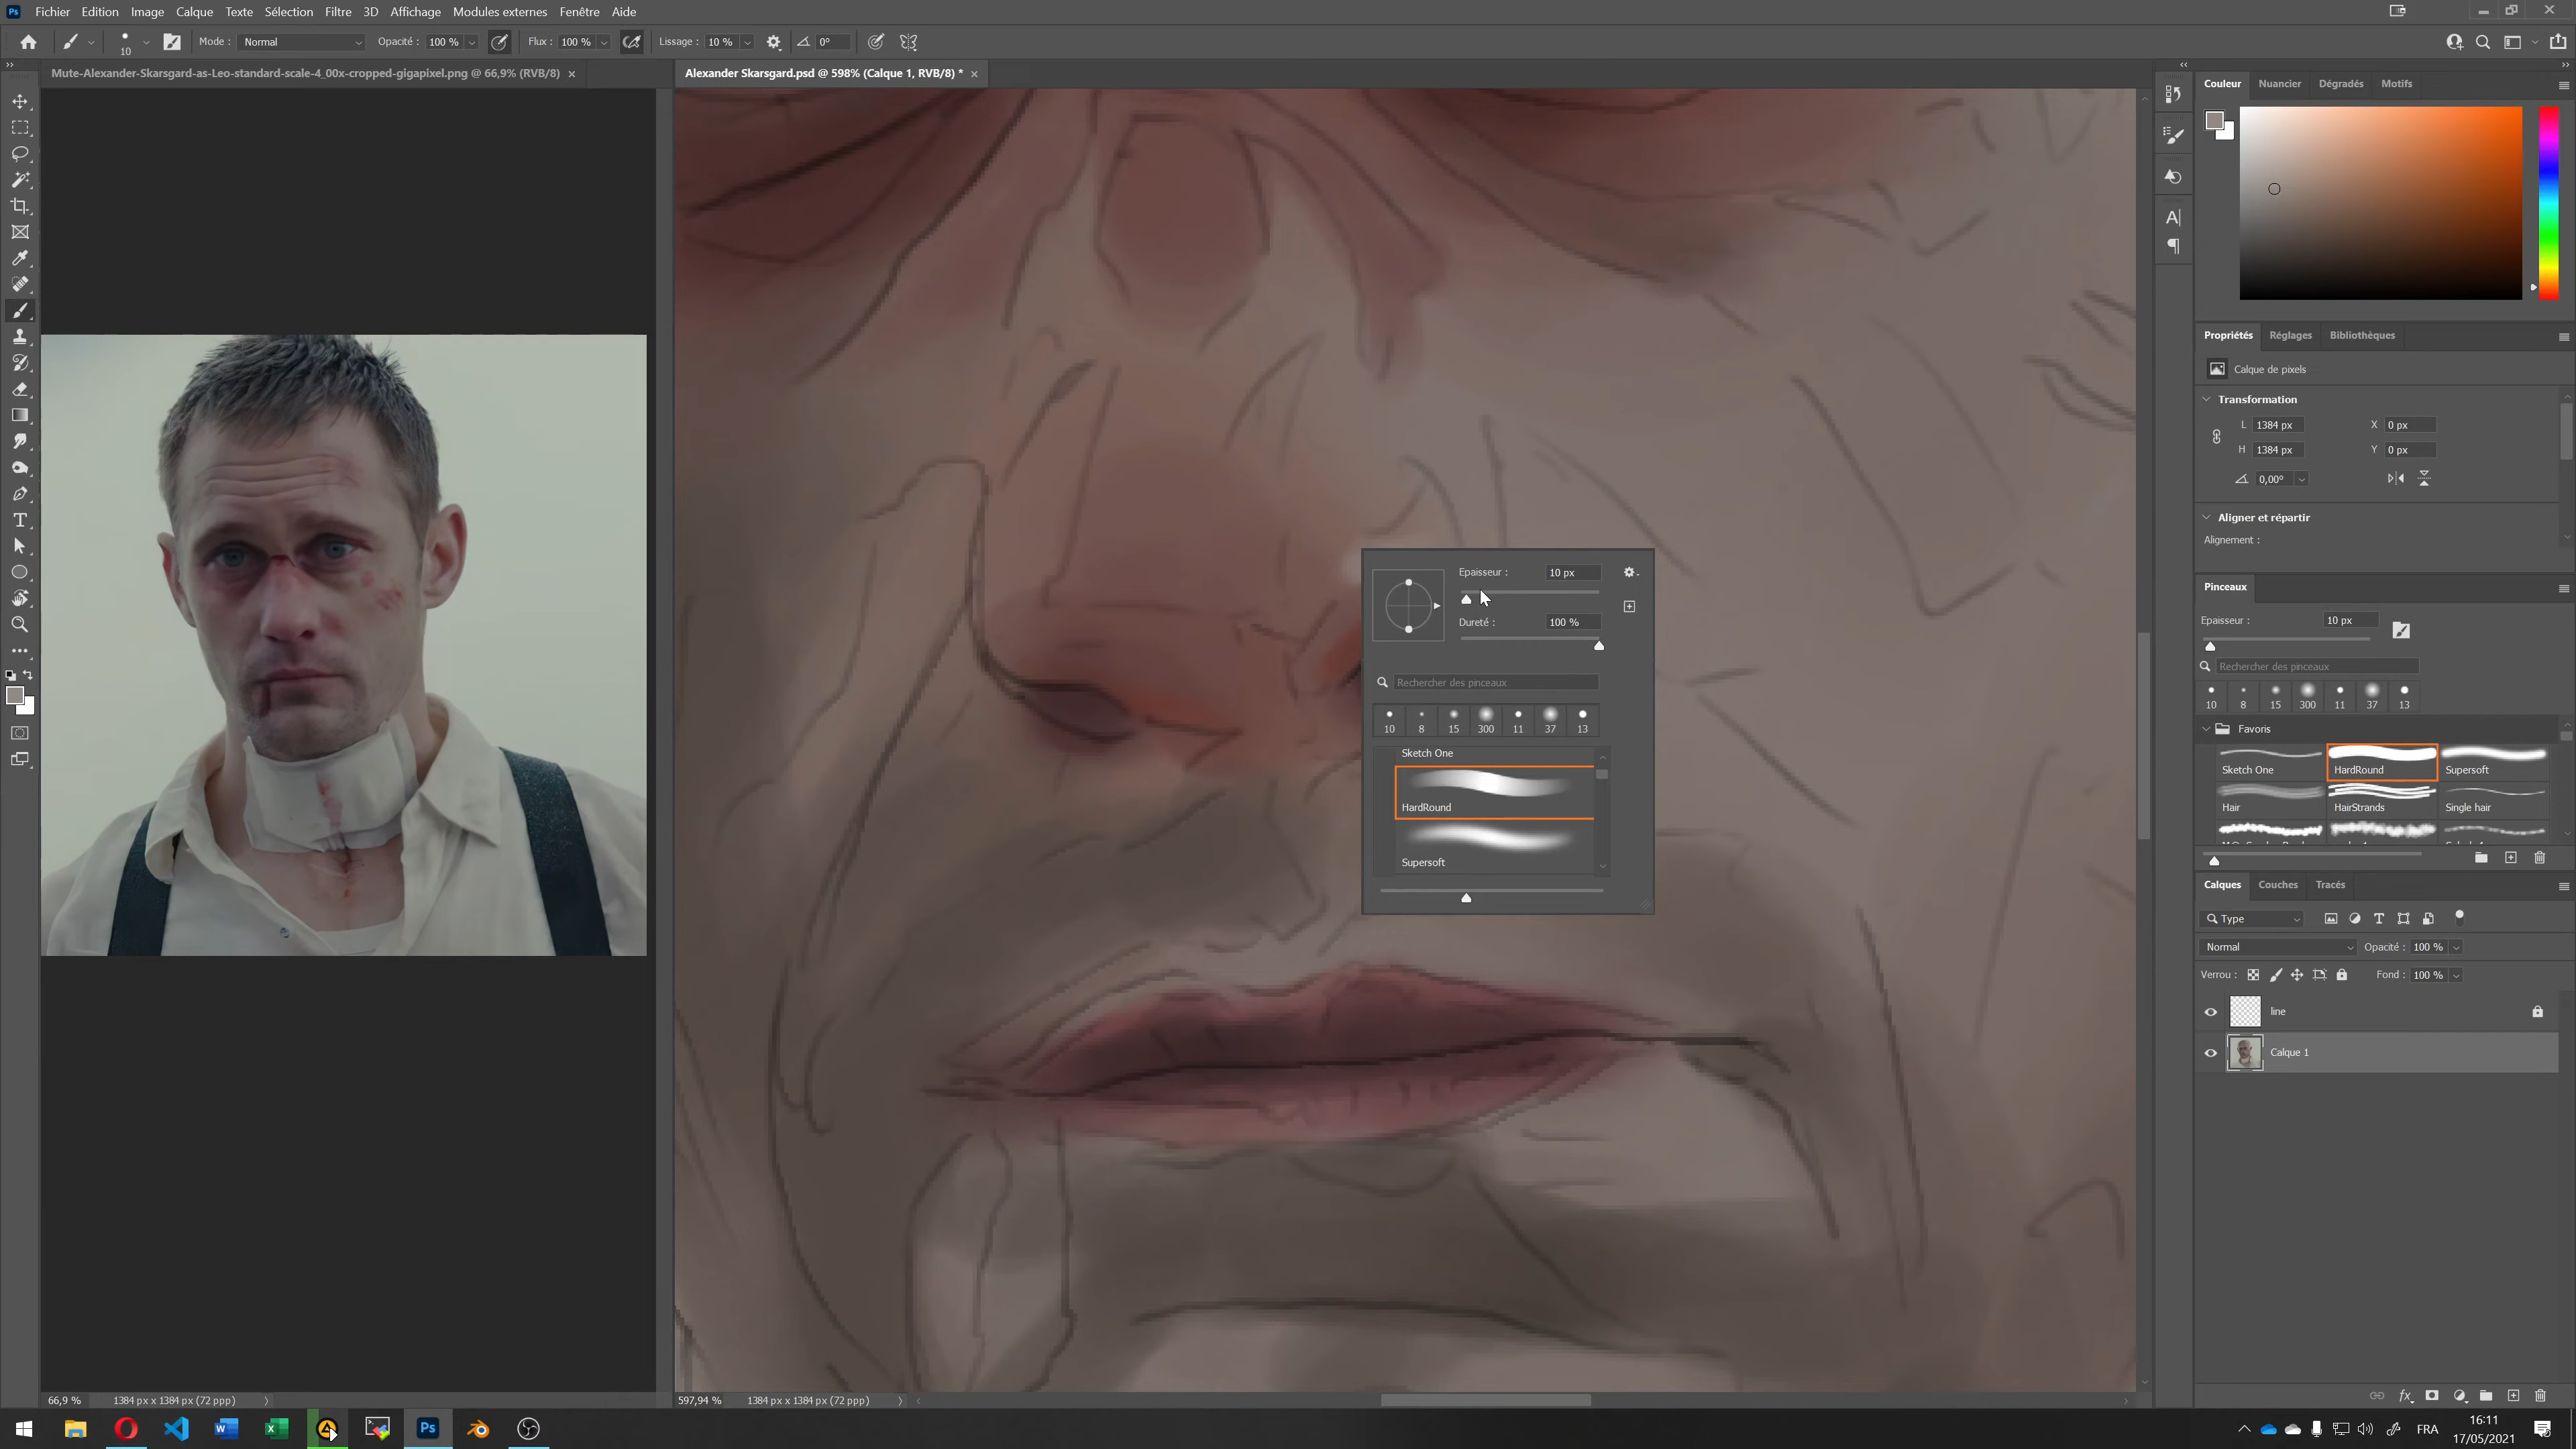 Ps Fichier Edition Image Calque Texte Sélection Filtre 3D Affichage Modules externes Fenêtre Aide
10 Mode : Normal Opacité : 100 % Flux : 100 % Lissage : 10 % 0°
Mute-Alexander-Skarsgard-as-Leo-standard-scale-4_00x-cropped-gigapixel.png @ 66,9% (RVB/8)
Alexander Skarsgard.psd @ 598% (Calque 1, RVB/8) *
Couleur Nuancier Dégradés Motifs
Propriétés Réglages Bibliothèques
Calque de pixels
Transformation
L 1384 px X 0 px
H 1384 px Y 0 px
0,00°
Aligner et répartir
Alignement :
Epaisseur : 10 px
Dureté : 100 %
Rechercher des pinceaux
10 8 15 300 11 37 13
Sketch One
HardRound
Supersoft
Pinceaux
Epaisseur : 10 px
Rechercher des pinceaux
10 8 15 300 11 37 13
Favoris
Sketch One HardRound Supersoft
Hair HairStrands Single hair
Calques Couches Tracés
Type
Normal Opacité : 100 %
Verrou : Fond : 100 %
line
Calque 1
66,9 % 1384 px x 1384 px (72 ppp)
597,94 % 1384 px x 1384 px (72 ppp)
Ps
FRA
16:11
17/05/2021